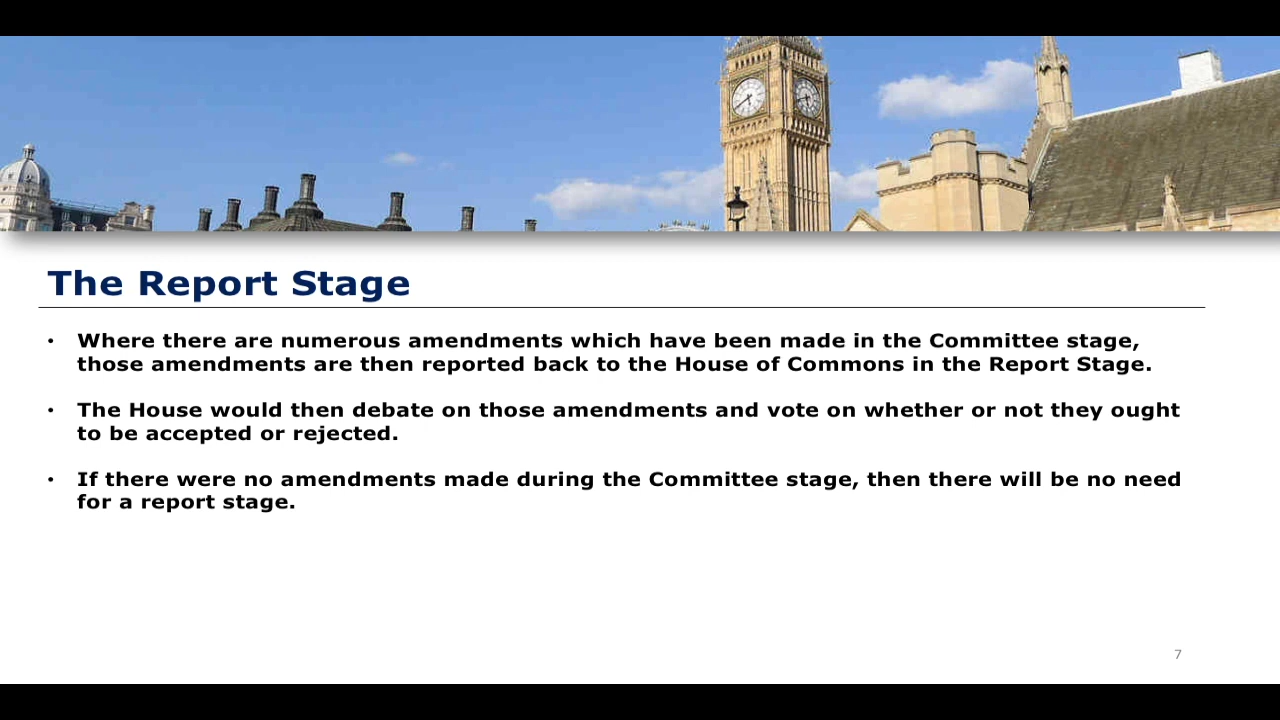 The Report Stage
• Where there are numerous amendments which have been made in the Committee stage,
those amendments are then reported back to the House of Commons in the Report Stage.
• The House would then debate on those amendments and vote on whether or not they ought
to be accepted or rejected.
• If there were no amendments made during the Committee stage, then there will be no need
for a report stage.
7